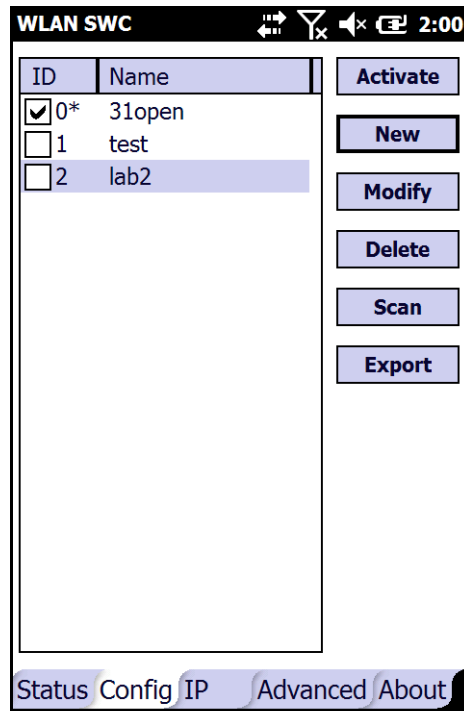 WLAN SWC 2:00
ID Name
0* 31open
1 test
2 lab2
Activate
New
Modify
Delete
Scan
Export
Status Config IP Advanced About